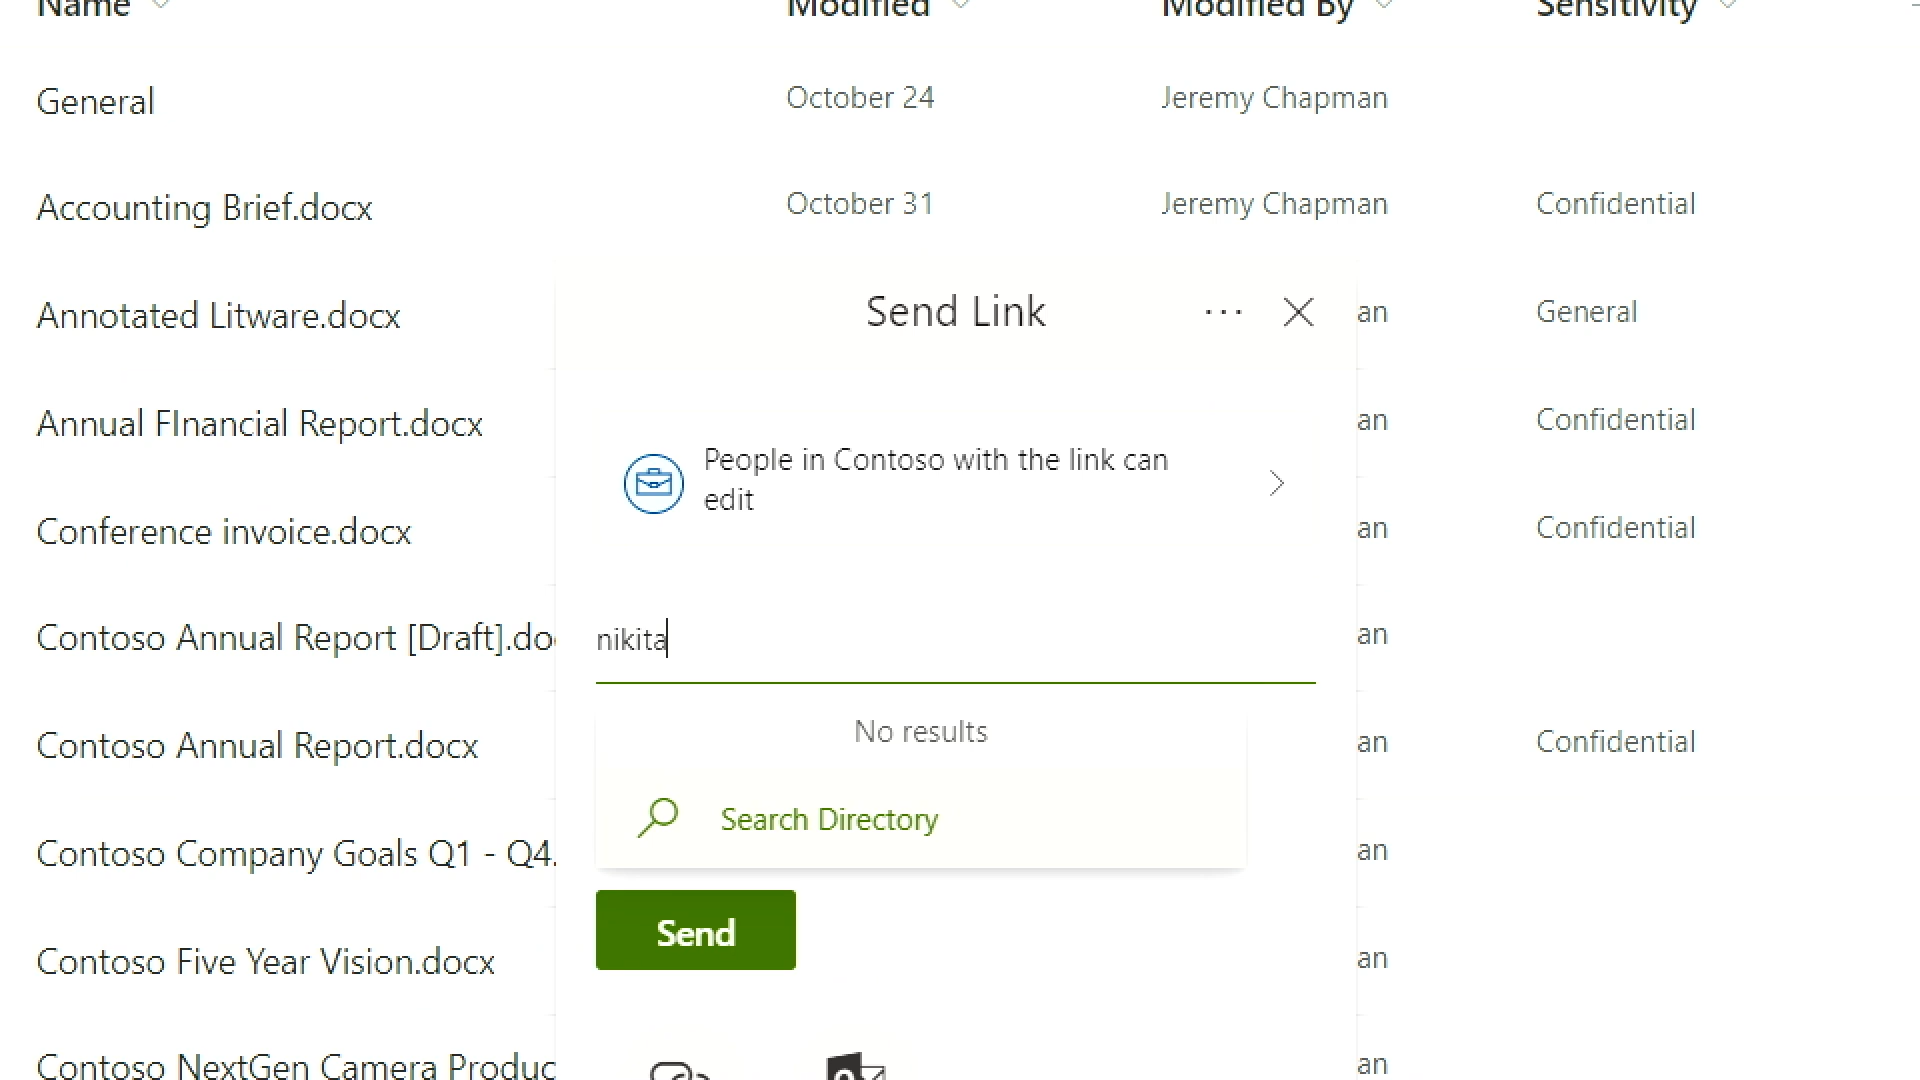 Name Modified Modified By Sensitivity
General October 24 Jeremy Chapman
Accounting Brief.docx October 31 Jeremy Chapman Confidential
Send Link
Annotated Litware.docx an General
Annual FInancial Report.docx an Confidential
People in Contoso with the link can
edit
Conference invoice.docx an Confidential
Contoso Annual Report [Draft].do an
nikita
No results
Contoso Annual Report.docx an Confidential
Search Directory
Contoso Company Goals Q1 - Q4. an
Send
Contoso Five Year Vision.docx an
Contoso NextGen Camera Produc an